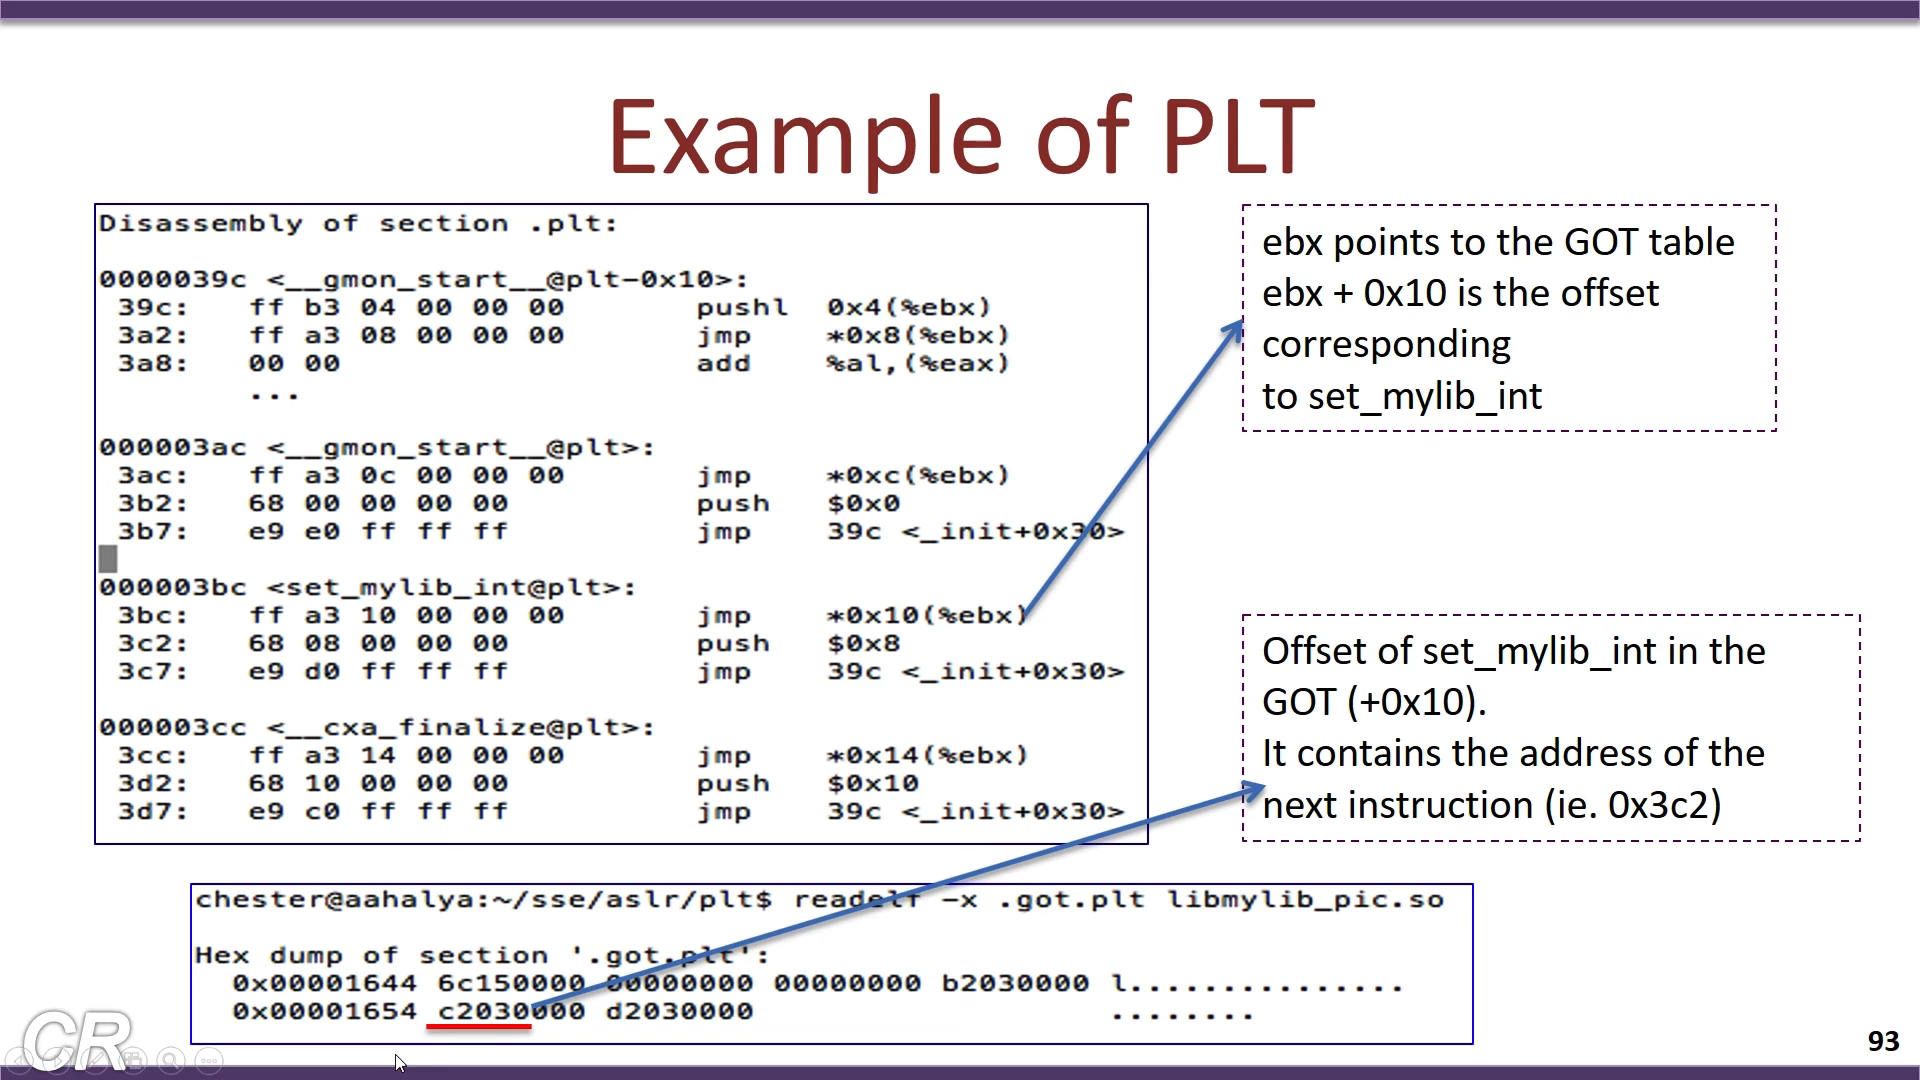 Example of PLT
Disassembly of section .plt:
0000039c <__gmon_start__@plt-0x10>:
39c: ff b3 04 00 00 00 pushl 0x4(%ebx)
3a2: ff a3 08 00 00 00 jmp *0x8(%ebx)
3a8: 00 00 add %al,(%eax)
...
000003ac <__gmon_start__@plt>:
3ac: ff a3 0c 00 00 00 jmp *0xc(%ebx)
3b2: 68 00 00 00 00 push $0x0
3b7: e9 e0 ff ff ff jmp 39c <_init+0x30>
000003bc <set_mylib_int@plt>:
3bc: ff a3 10 00 00 00 jmp *0x10(%ebx)
3c2: 68 08 00 00 00 push $0x8
3c7: e9 d0 ff ff ff jmp 39c <_init+0x30>
000003cc <__cxa_finalize@plt>:
3cc: ff a3 14 00 00 00 jmp *0x14(%ebx)
3d2: 68 10 00 00 00 push $0x10
3d7: e9 c0 ff ff ff jmp 39c <_init+0x30>
ebx points to the GOT table
ebx + 0x10 is the offset
corresponding
to set_mylib_int
Offset of set_mylib_int in the
GOT (+0x10).
It contains the address of the
next instruction (ie. 0x3c2)
chester@aahalya:~/sse/aslr/plt$ readelf -x .got.plt libmylib_pic.so
Hex dump of section '.got.plt':
0x00001644 6c150000 00000000 00000000 b2030000 l...............
0x00001654 c2030000 d2030000 ........
CR
93